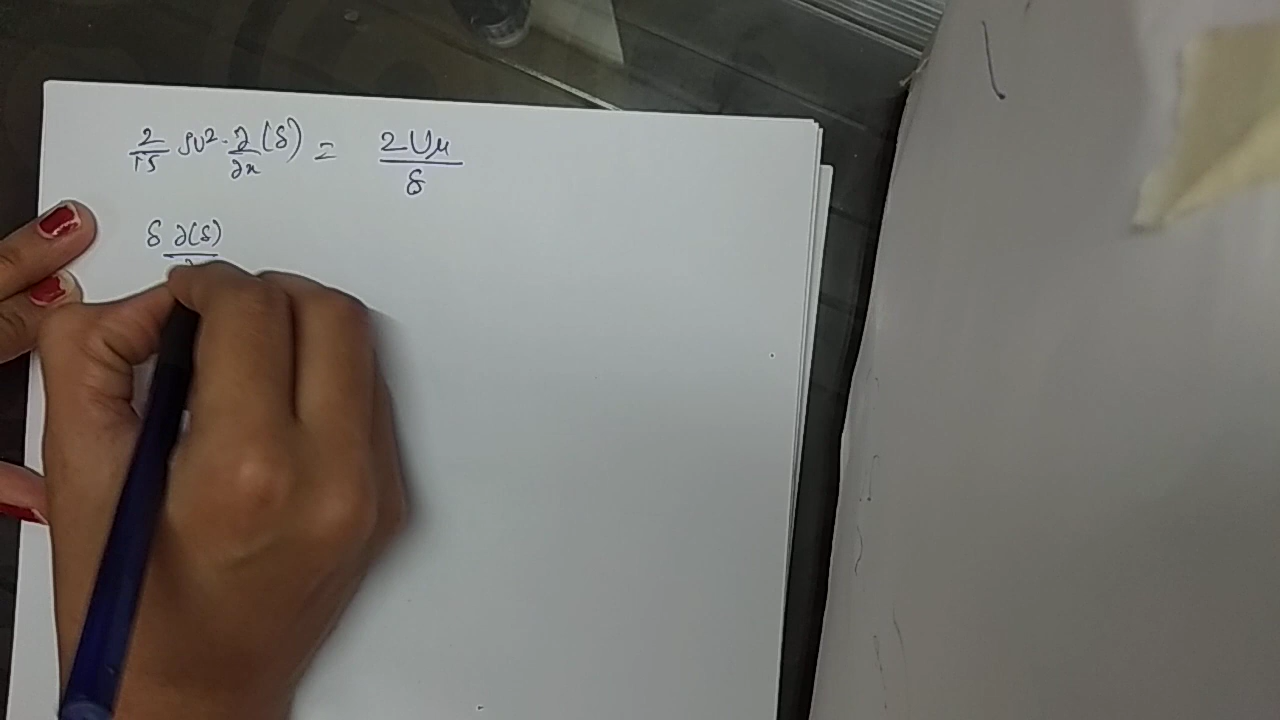 2/15 ρU² · ∂/∂x (δ) = 2Uμ/δ
δ ∂(δ)